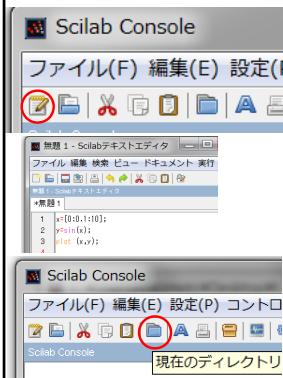 Scilab Console
ファイル(F) 編集(E) 設定(
無題 1 - Scilabテキストエディタ
ファイル 編集 検索 ビュー ドキュメント 実行
無題 1 - Scilabテキストエディタ
*無題 1
1 x=[0:0.1:10];
2 y=sin(x);
3 plot (x,y);
4
Scilab Console
ファイル(F) 編集(E) 設定(P) コントロ
Scilab Console
現在のディレクトリ